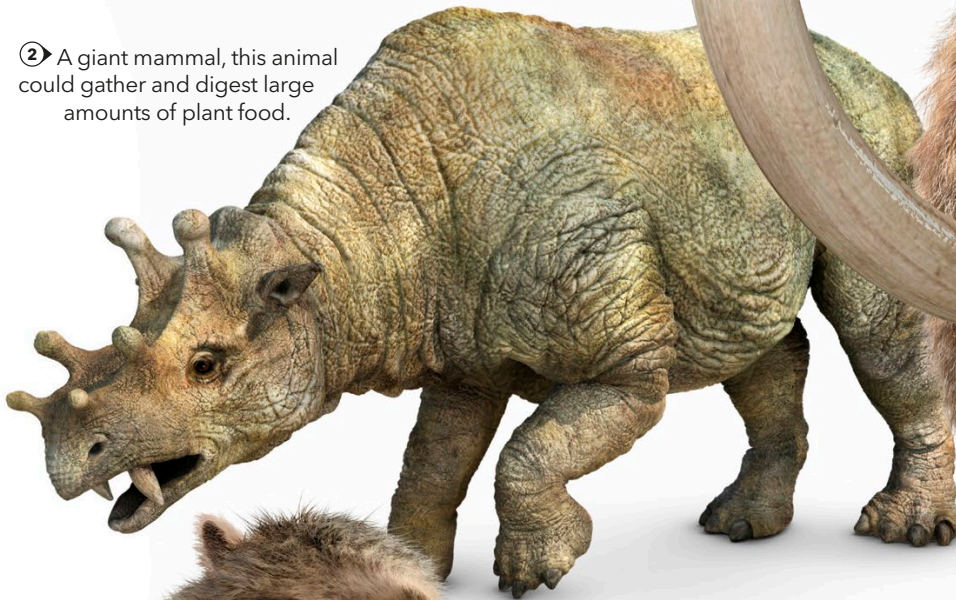 2 A giant mammal, this animal
could gather and digest large
amounts of plant food.